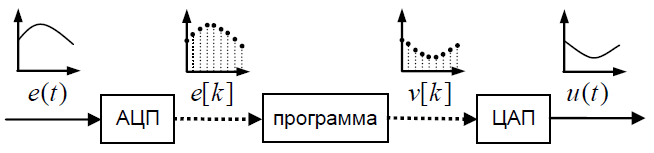 e(t)
АЦП
e[k]
программа
v[k]
ЦАП
u(t)